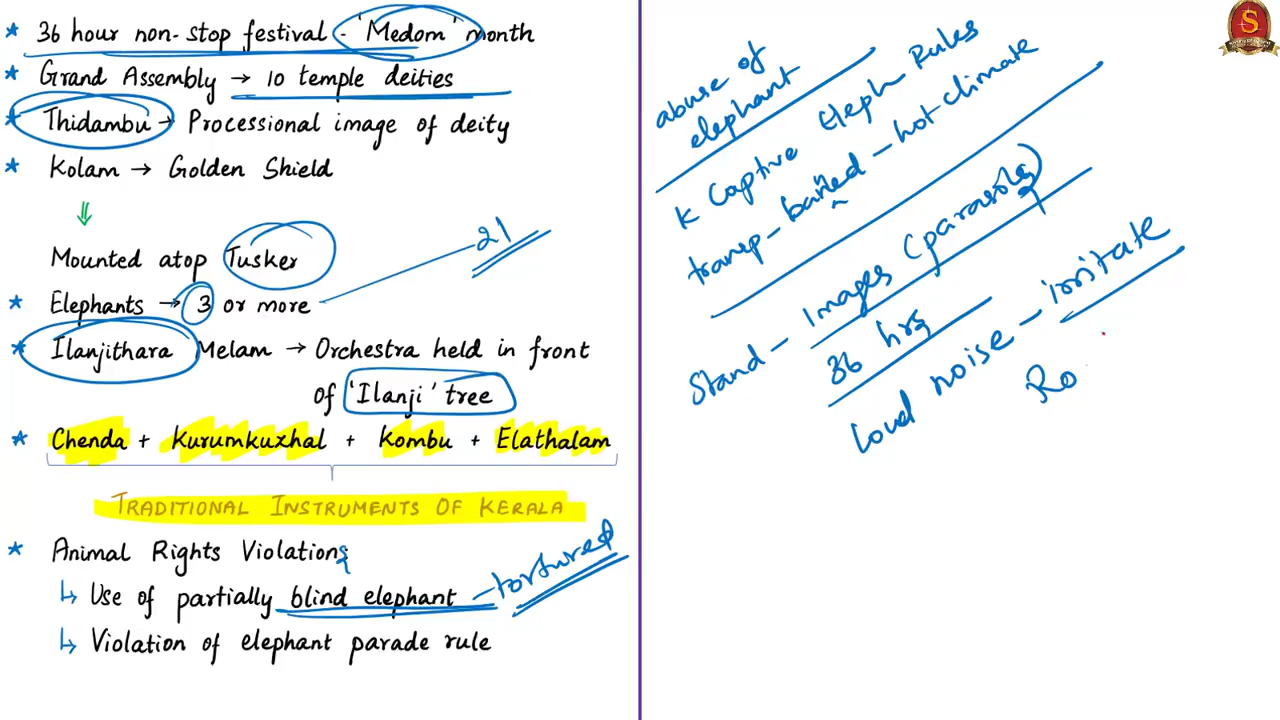 * 36 hour non-stop festival - 'Medom' month
* Grand Assembly → 10 temple deities
* Thidambu → Processional image of deity
* Kolam → Golden Shield
⇓
Mounted atop Tusker
* Elephants → 3 or more
21
* Ilanjithara Melam → Orchestra held in front
of 'Ilanji' tree
* Chenda + Kurumkuzhal + Kombu + Elathalam
TRADITIONAL INSTRUMENTS OF KERALA
* Animal Rights Violations
↳ Use of partially blind elephant - tortured
↳ Violation of elephant parade rule
abuse of
elephant
K Captive Eleph Rules
transp - banned - hot climate
Stand - Images (parasols)
36 hrs
loud noise - irritate
Ro
S